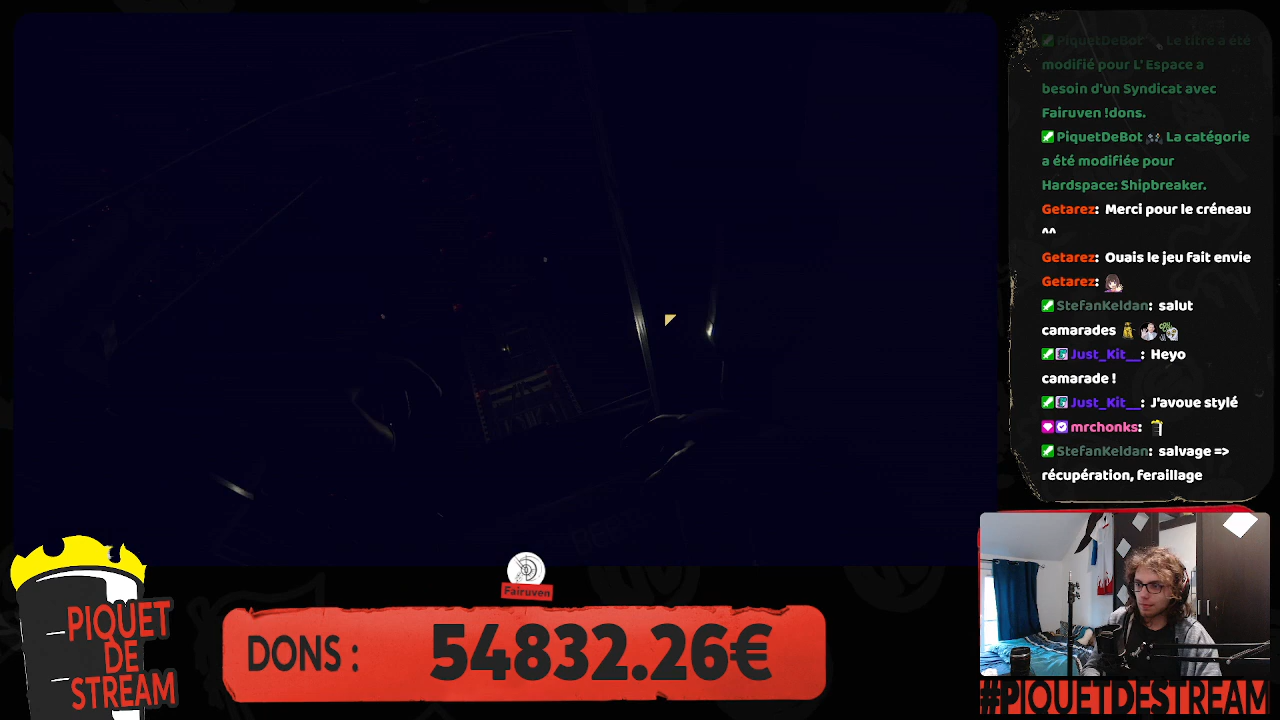 PiquetDeBot Le titre a été
modifié pour L' Espace a
besoin d'un Syndicat avec
Fairuven !dons.
PiquetDeBot La catégorie
a été modifiée pour
Hardspace: Shipbreaker.
Getarez: Merci pour le créneau
^^
Getarez: Ouais le jeu fait envie
Getarez:
StefanKeldan: salut
camarades
Just_Kit__: Heyo
camarade !
Just_Kit__: J'avoue stylé
mrchonks:
StefanKeldan: salvage =>
récupération, feraillage
Fairuven
PIQUET
DE
STREAM
DONS : 54832.26€
#PIQUETDESTREAM